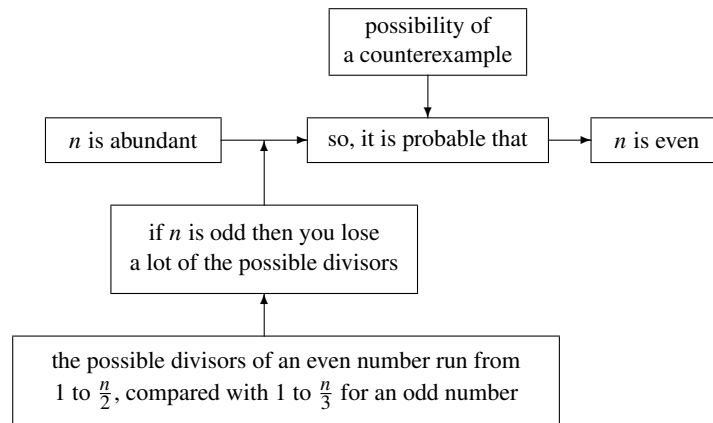 possibility of
a counterexample
n is abundant
so, it is probable that
n is even
if n is odd then you lose
a lot of the possible divisors
the possible divisors of an even number run from
1 to n/2, compared with 1 to n/3 for an odd number